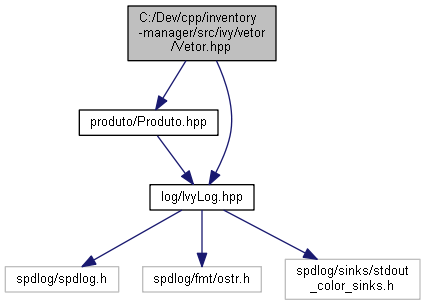 C:/Dev/cpp/inventory
-manager/src/ivy/vetor
/Vetor.hpp
produto/Produto.hpp
log/IvyLog.hpp
spdlog/spdlog.h
spdlog/fmt/ostr.h
spdlog/sinks/stdout
_color_sinks.h